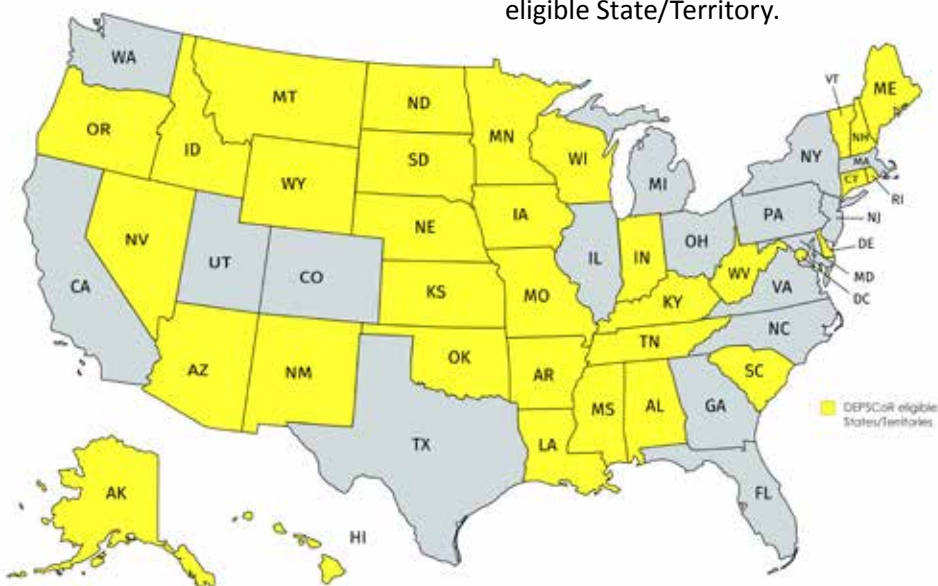 eligible State/Territory.
WA
MT
ND
MN
OR
ID
SD
WI
WY
MI
NY
VT
ME
NH
MA
CT
RI
NJ
PA
DE
MD
DC
NV
UT
CO
NE
IA
IL
IN
OH
WV
VA
CA
KS
MO
KY
NC
AZ
NM
OK
AR
TN
SC
MS
AL
GA
TX
LA
FL
AK
HI
DEPSCoR eligible
States/Territories